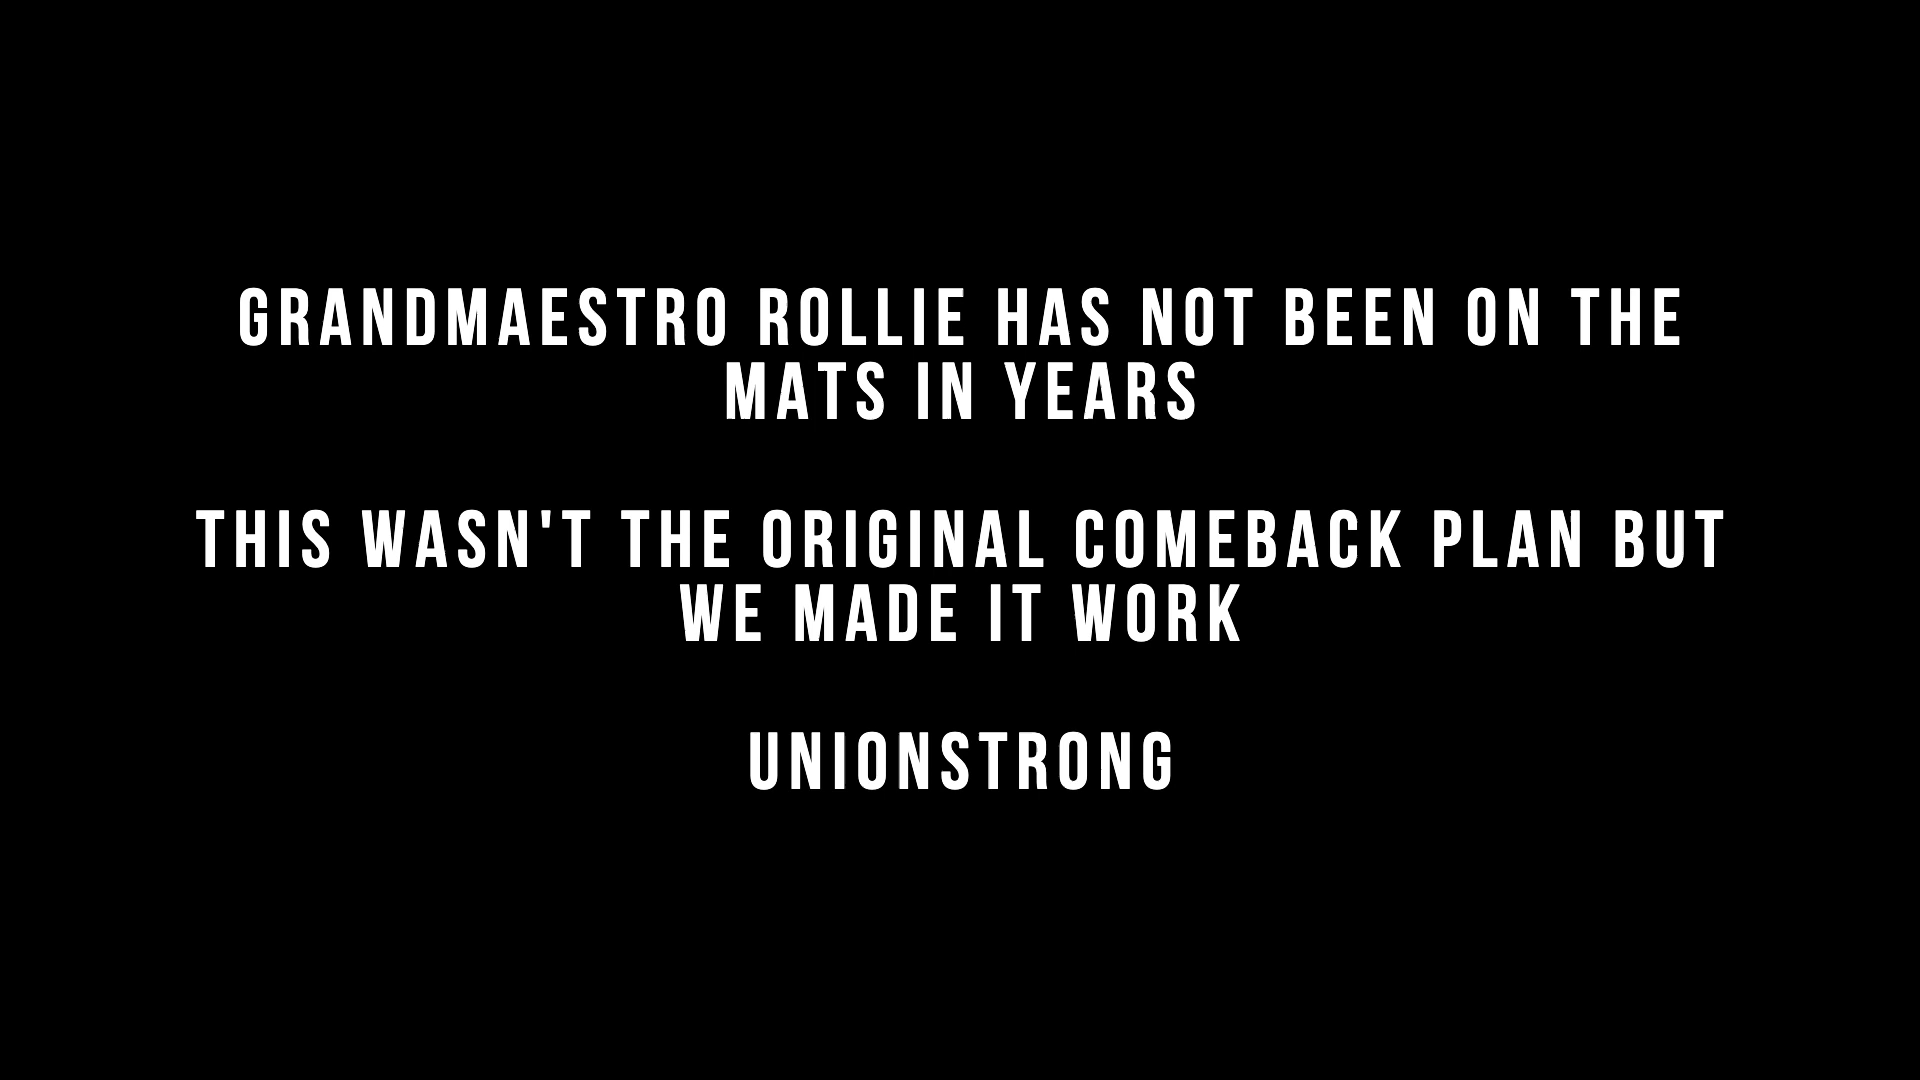 GRANDMAESTRO ROLLIE HAS NOT BEEN ON THE
MATS IN YEARS
THIS WASN'T THE ORIGINAL COMEBACK PLAN BUT
WE MADE IT WORK
UNIONSTRONG